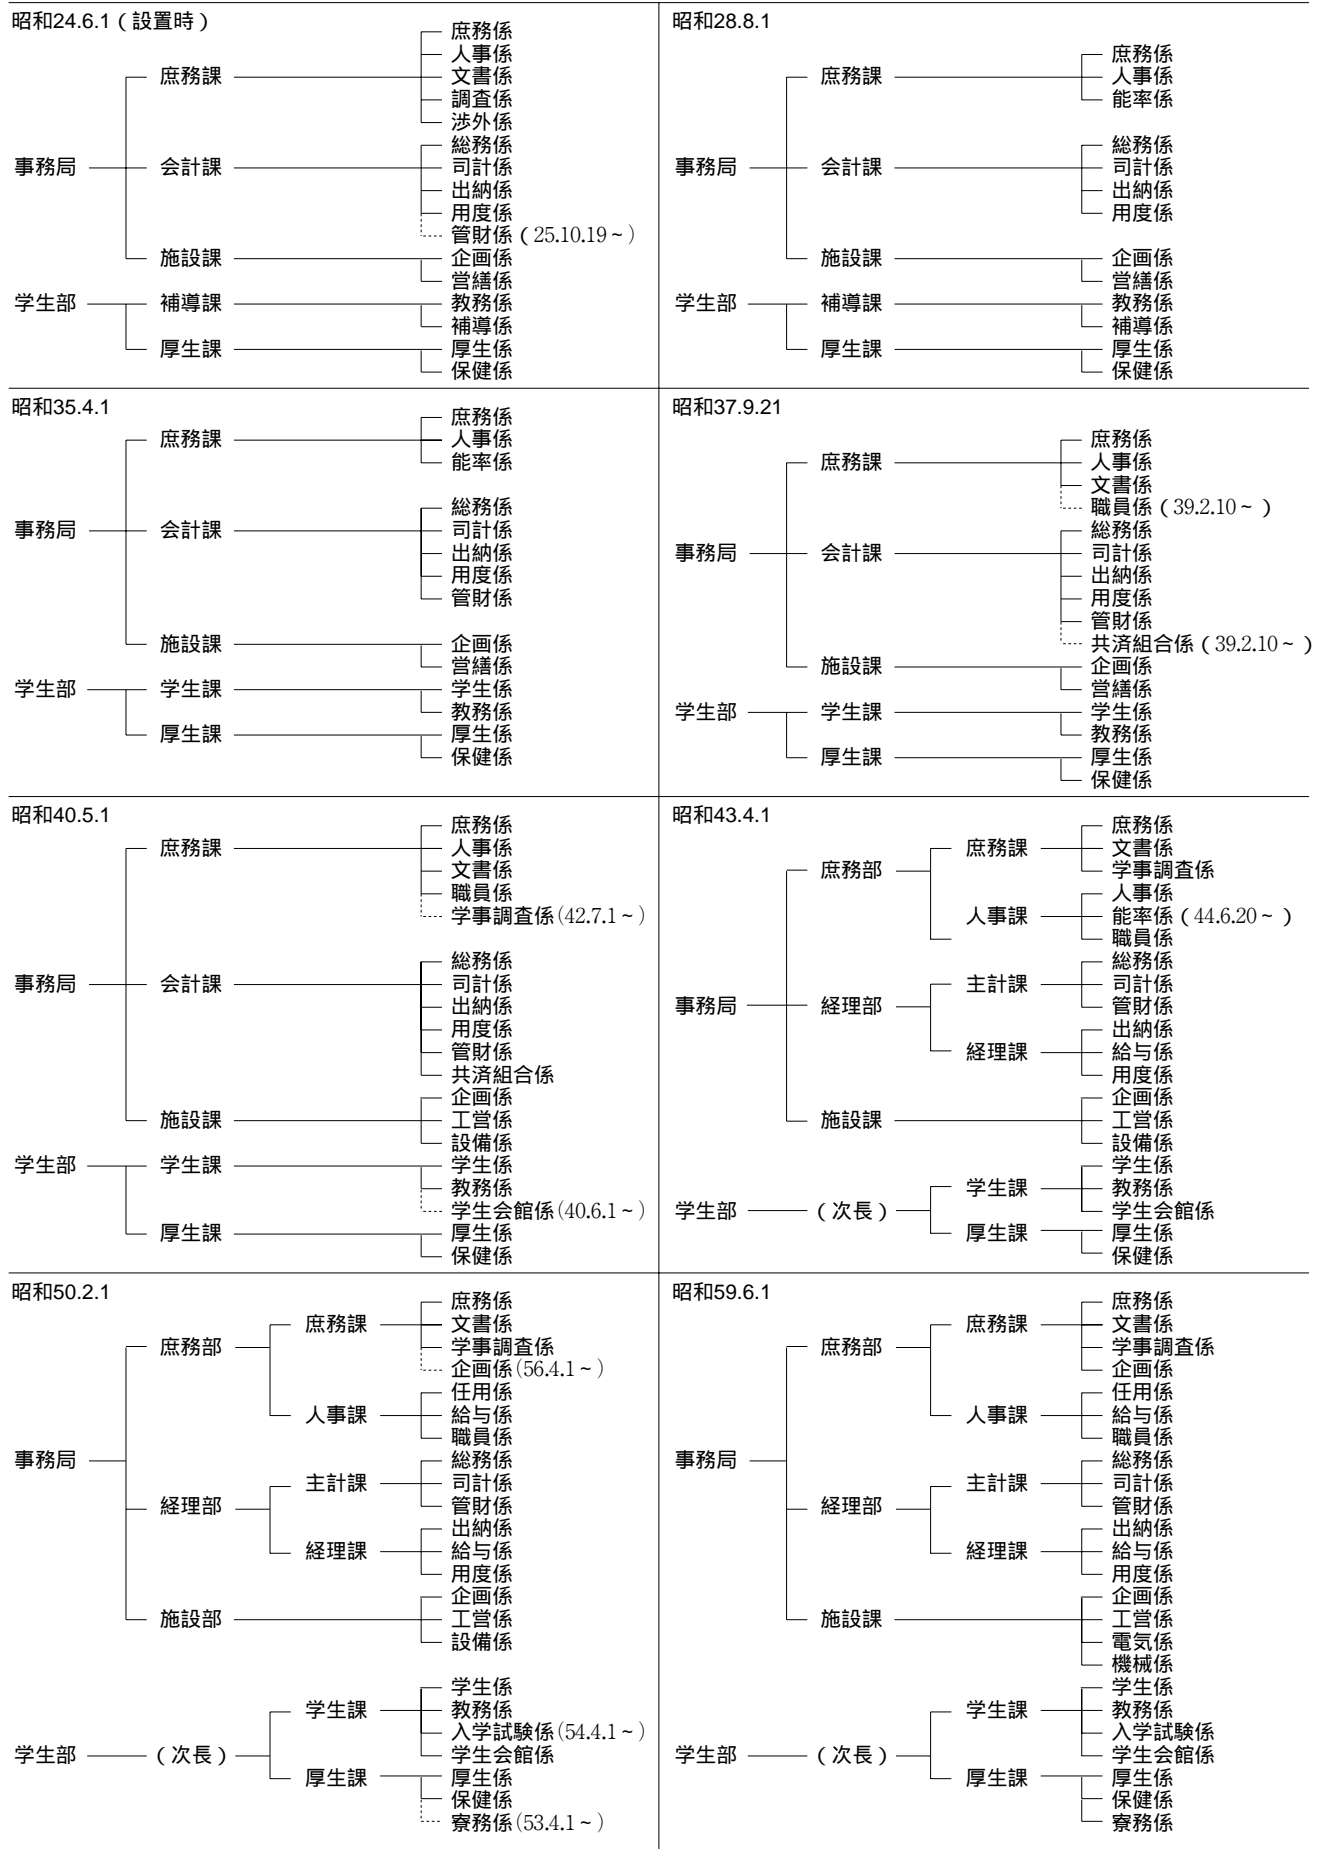 昭和24.6.1（設置時）
庶務係
人事係
庶務課 文書係
調査係
渉外係
総務係
事務局 会計課 司計係
出納係
用度係
管財係（25.10.19～）
施設課 企画係
営繕係
学生部 補導課 教務係
補導係
厚生課 厚生係
保健係
昭和28.8.1
庶務係
庶務課 人事係
能率係
総務係
事務局 会計課 司計係
出納係
用度係
施設課 企画係
営繕係
学生部 補導課 教務係
補導係
厚生課 厚生係
保健係
昭和35.4.1
庶務係
庶務課 人事係
能率係
総務係
事務局 会計課 司計係
出納係
用度係
管財係
施設課 企画係
営繕係
学生部 学生課 学生係
教務係
厚生課 厚生係
保健係
昭和37.9.21
庶務係
庶務課 人事係
文書係
職員係（39.2.10～）
総務係
事務局 会計課 司計係
出納係
用度係
管財係
共済組合係（39.2.10～）
施設課 企画係
営繕係
学生部 学生課 学生係
教務係
厚生課 厚生係
保健係
昭和40.5.1
庶務係
庶務課 人事係
文書係
職員係
学事調査係（42.7.1～）
総務係
事務局 会計課 司計係
出納係
用度係
管財係
共済組合係
企画係
施設課 工営係
設備係
学生部 学生課 学生係
教務係
学生会館係（40.6.1～）
厚生課 厚生係
保健係
昭和43.4.1
庶務係
庶務部 庶務課 文書係
学事調査係
人事係
人事課 能率係（44.6.20～）
職員係
総務係
事務局 経理部 主計課 司計係
管財係
出納係
経理課 給与係
用度係
企画係
施設課 工営係
設備係
学生係
学生部 （次長） 学生課 教務係
学生会館係
厚生課 厚生係
保健係
昭和50.2.1
庶務係
庶務課 文書係
庶務部 学事調査係
企画係（56.4.1～）
任用係
人事課 給与係
職員係
事務局 総務係
主計課 司計係
経理部 管財係
出納係
経理課 給与係
用度係
企画係
施設部 工営係
設備係
学生係
学生課 教務係
入学試験係（54.4.1～）
学生部 （次長） 学生会館係
厚生課 厚生係
保健係
寮務係（53.4.1～）
昭和59.6.1
庶務係
庶務課 文書係
庶務部 学事調査係
企画係
任用係
人事課 給与係
職員係
事務局 総務係
主計課 司計係
経理部 管財係
出納係
経理課 給与係
用度係
企画係
施設課 工営係
電気係
機械係
学生係
学生課 教務係
入学試験係
学生部 （次長） 学生会館係
厚生課 厚生係
保健係
寮務係